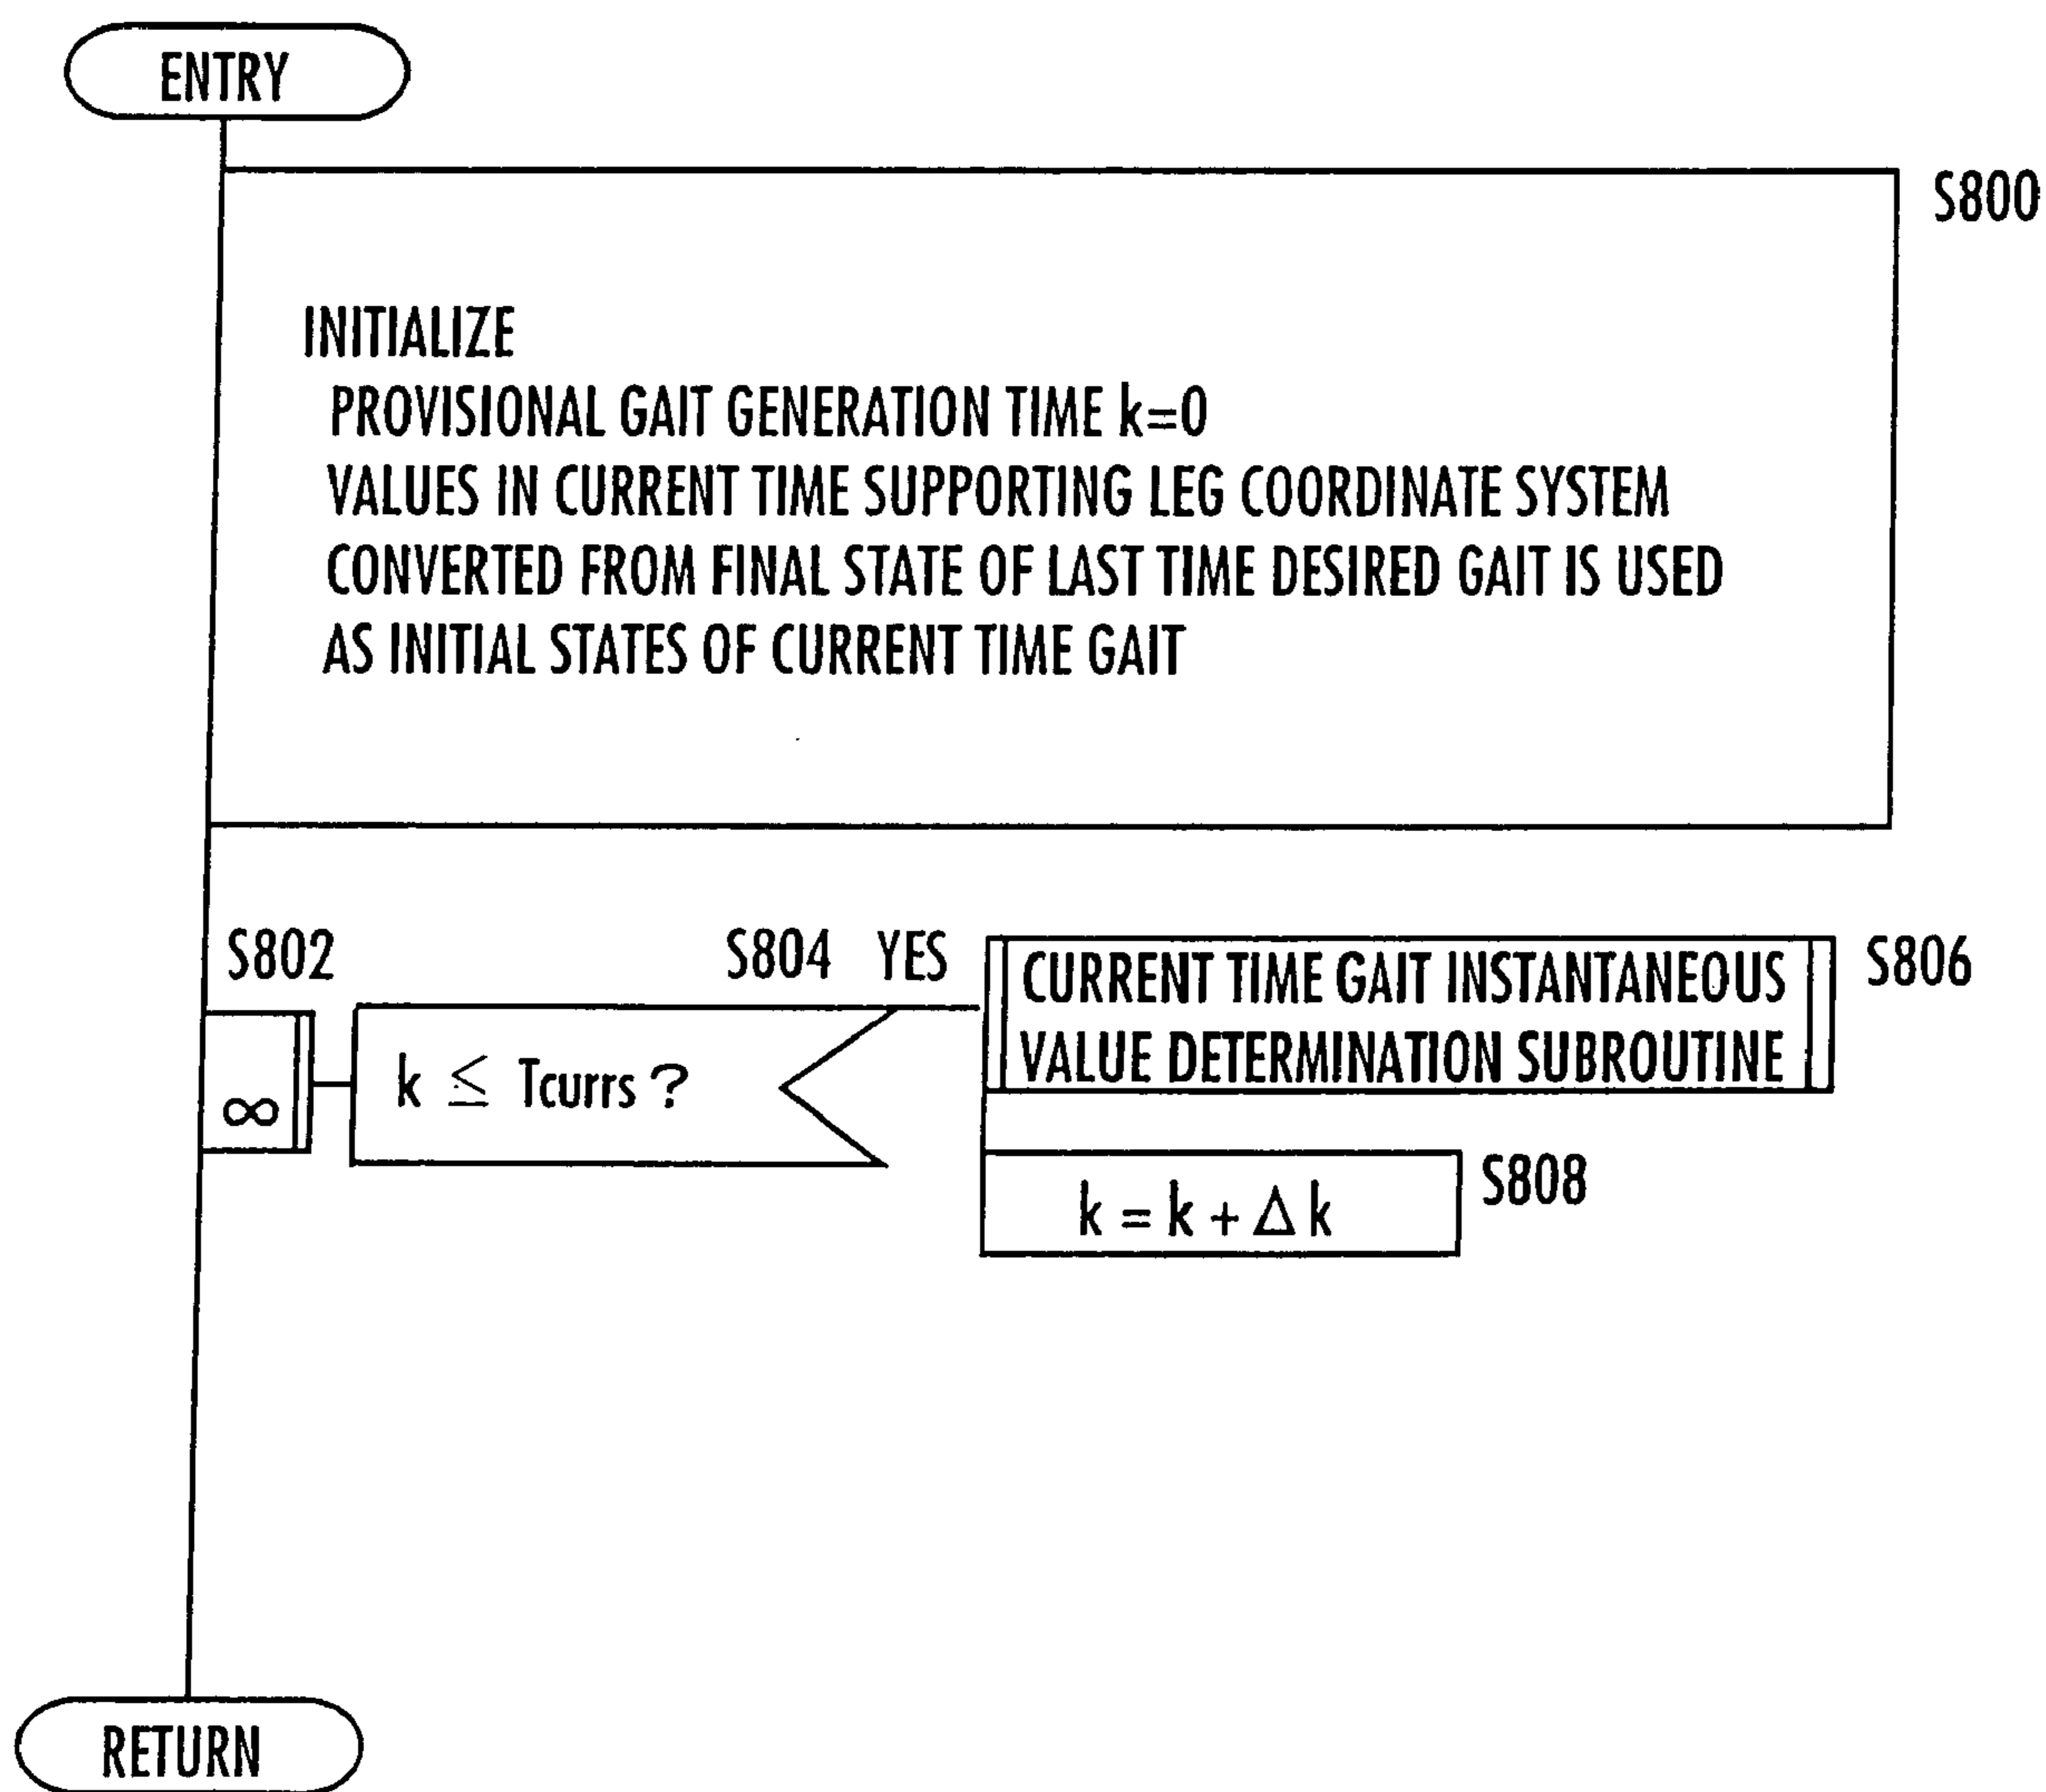 ENTRY
S800
INITIALIZE
PROVISIONAL GAIT GENERATION TIME k=0
VALUES IN CURRENT TIME SUPPORTING LEG COORDINATE SYSTEM
CONVERTED FROM FINAL STATE OF LAST TIME DESIRED GAIT IS USED
AS INITIAL STATES OF CURRENT TIME GAIT
S802
∞
S804 YES
k ≦ Tcurrs ?
S806
CURRENT TIME GAIT INSTANTANEOUS
VALUE DETERMINATION SUBROUTINE
S808
k = k + Δ k
RETURN